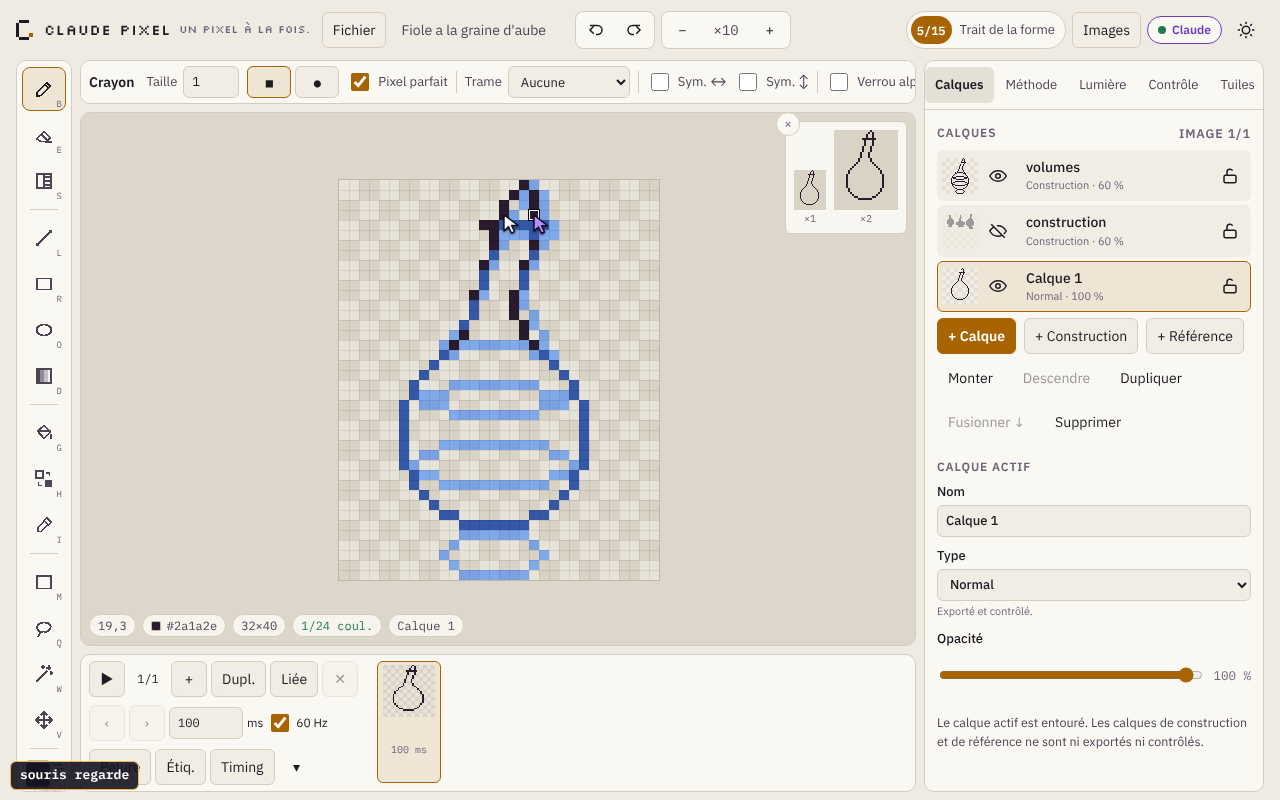 CLAUDE PIXEL UN PIXEL À LA FOIS. Fichier Fiole a la graine d'aube − ×10 + 5/15 Trait de la forme Images Claude
Crayon Taille 1 Pixel parfait Trame Aucune Sym. ↔ Sym. ↕ Verrou alp
B
E
S
L
R
O
D
G
H
I
M
Q
W
V
×
×1 ×2
19,3 #2a1a2e 32×40 1/24 coul. Calque 1
1/1 + Dupl. Liée ×
‹ › 100 ms 60 Hz
Étiq. Timing ▼
100 ms
souris regarde
Calques Méthode Lumière Contrôle Tuiles
CALQUES IMAGE 1/1
volumes
Construction · 60 %
construction
Construction · 60 %
Calque 1
Normal · 100 %
+ Calque + Construction + Référence
Monter Descendre Dupliquer
Fusionner ↓ Supprimer
CALQUE ACTIF
Nom
Calque 1
Type
Normal
Exporté et contrôlé.
Opacité
100 %
Le calque actif est entouré. Les calques de construction
et de référence ne sont ni exportés ni contrôlés.